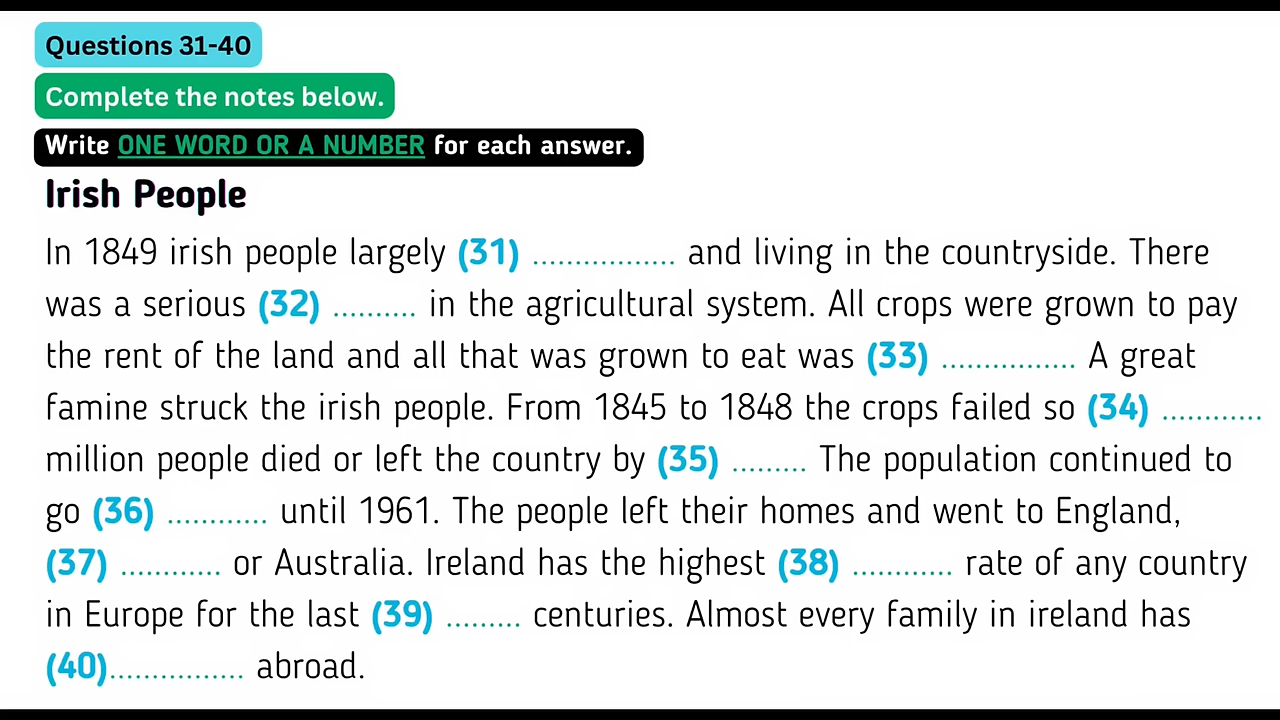 Questions 31-40
Complete the notes below.
Write ONE WORD OR A NUMBER for each answer.
Irish People
In 1849 irish people largely (31) ................. and living in the countryside. There
was a serious (32) .......... in the agricultural system. All crops were grown to pay
the rent of the land and all that was grown to eat was (33) ................ A great
famine struck the irish people. From 1845 to 1848 the crops failed so (34) ............
million people died or left the country by (35) ......... The population continued to
go (36) ............ until 1961. The people left their homes and went to England,
(37) ............ or Australia. Ireland has the highest (38) ............ rate of any country
in Europe for the last (39) ......... centuries. Almost every family in ireland has
(40)................ abroad.